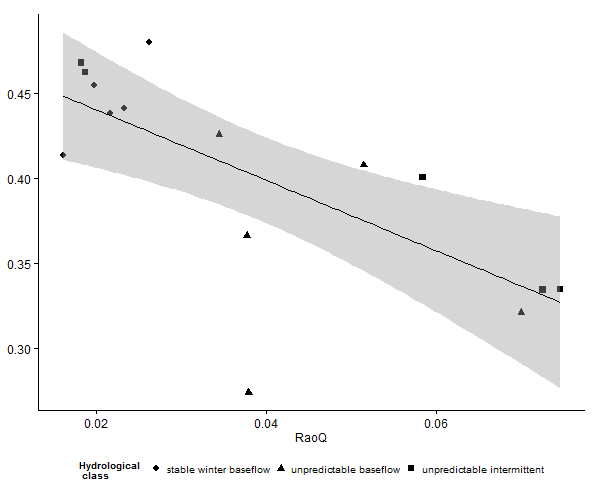 0.45
0.40
0.35
0.30
0.02 0.04 0.06
RaoQ
Hydrological
class
stable winter baseflow unpredictable baseflow unpredictable intermittent